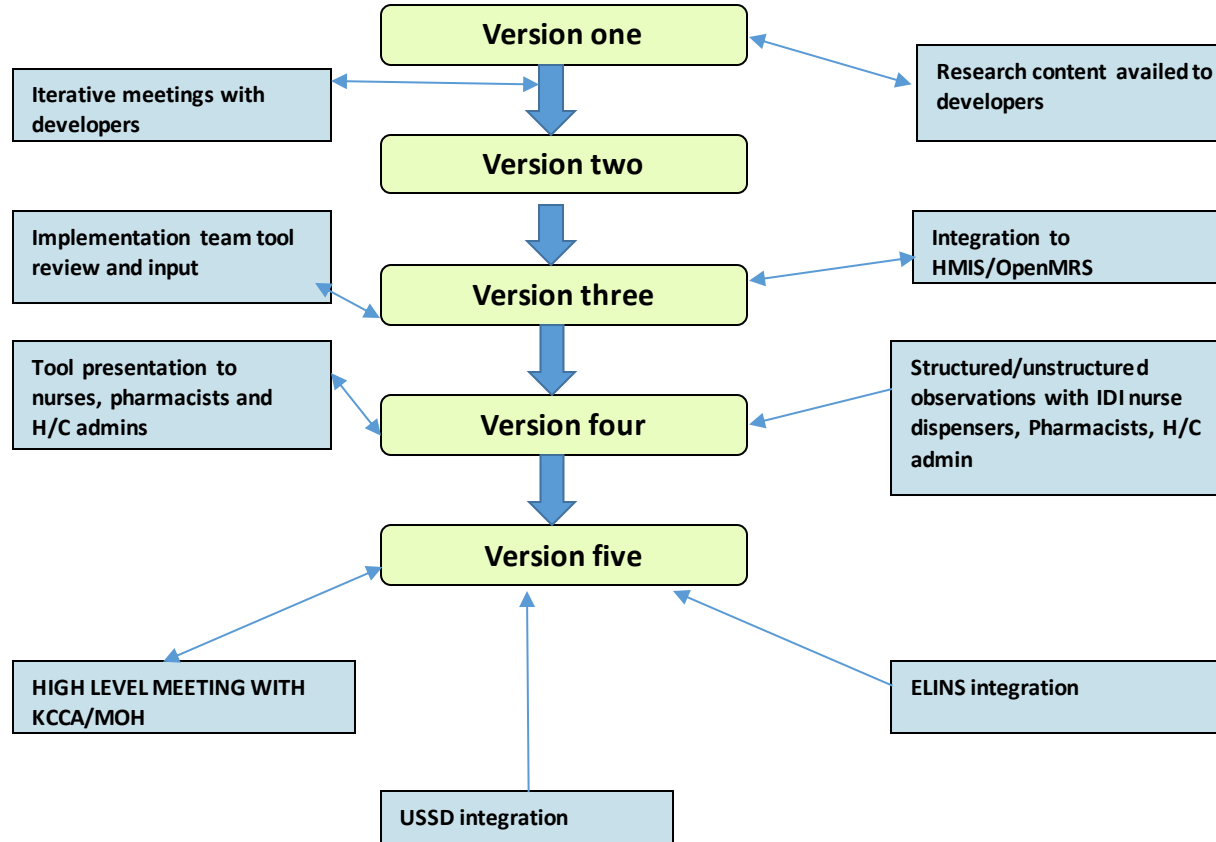 Version one
Iterative meetings with
developers
Research content availed to
developers
Version two
Implementation team tool
review and input
Integration to
HMIS/OpenMRS
Version three
Tool presentation to
nurses, pharmacists and
H/C admins
Structured/unstructured
observations with IDI nurse
dispensers, Pharmacists, H/C
admin
Version four
Version five
HIGH LEVEL MEETING WITH
KCCA/MOH
ELINS integration
USSD integration